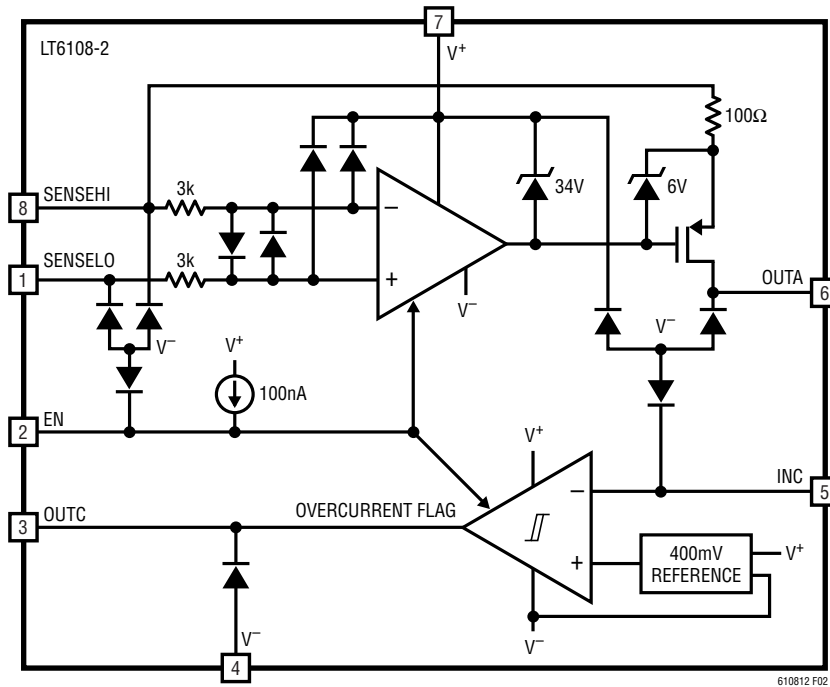 LT6108-2
7
V⁺
100Ω
34V
6V
8
SENSEHI
3k
−
1
SENSELO
3k
+
V⁻
OUTA
6
V⁻
V⁻
V⁺
100nA
2
EN
V⁺
INC
5
3
OUTC
OVERCURRENT FLAG
−
+
400mV
REFERENCE
V⁺
V⁻
V⁻
4
610812 F02